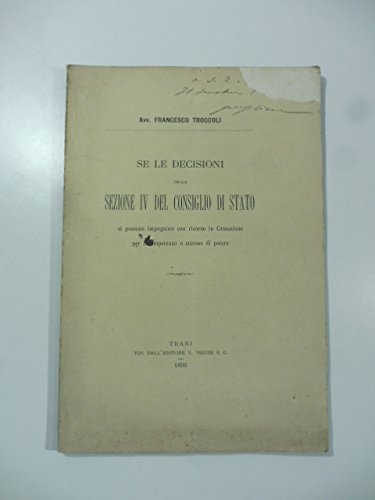 Avv. FRANCESCO TROCCOLI
SE LE DECISIONI
DELLA
SEZIONE IV DEL CONSIGLIO DI STATO
si possano impugnare con ricorso in Cassazione
per incompetenza o eccesso di potere
TRANI
TIP. DELL'EDITORE V. VECCHI E C.